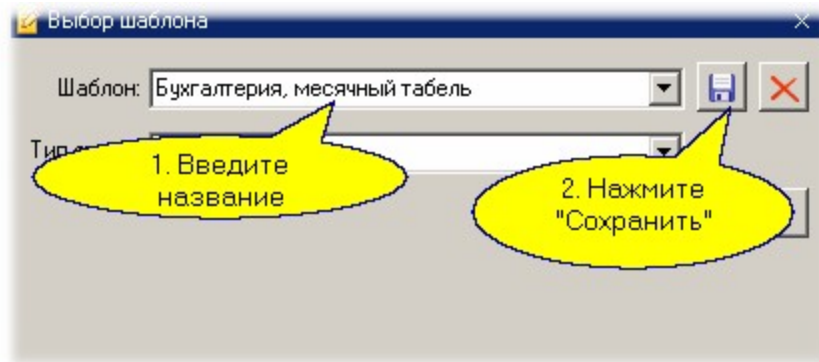 Выбор шаблона
Шаблон: Бухгалтерия, месячный табель
1. Введите
название
2. Нажмите
"Сохранить"